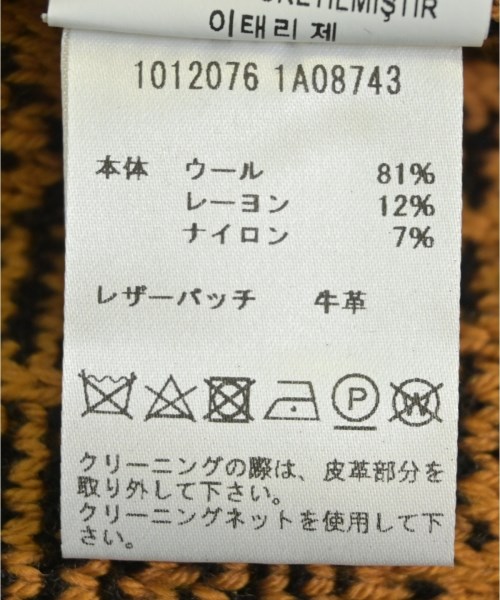 ÜRETİLMİŞTİR
이태리 제
1012076 1A08743
本体 ウール 81%
レーヨン 12%
ナイロン 7%
レザーパッチ 牛革
P W
クリーニングの際は、皮革部分を
取り外して下さい。
クリーニングネットを使用して下
さい。